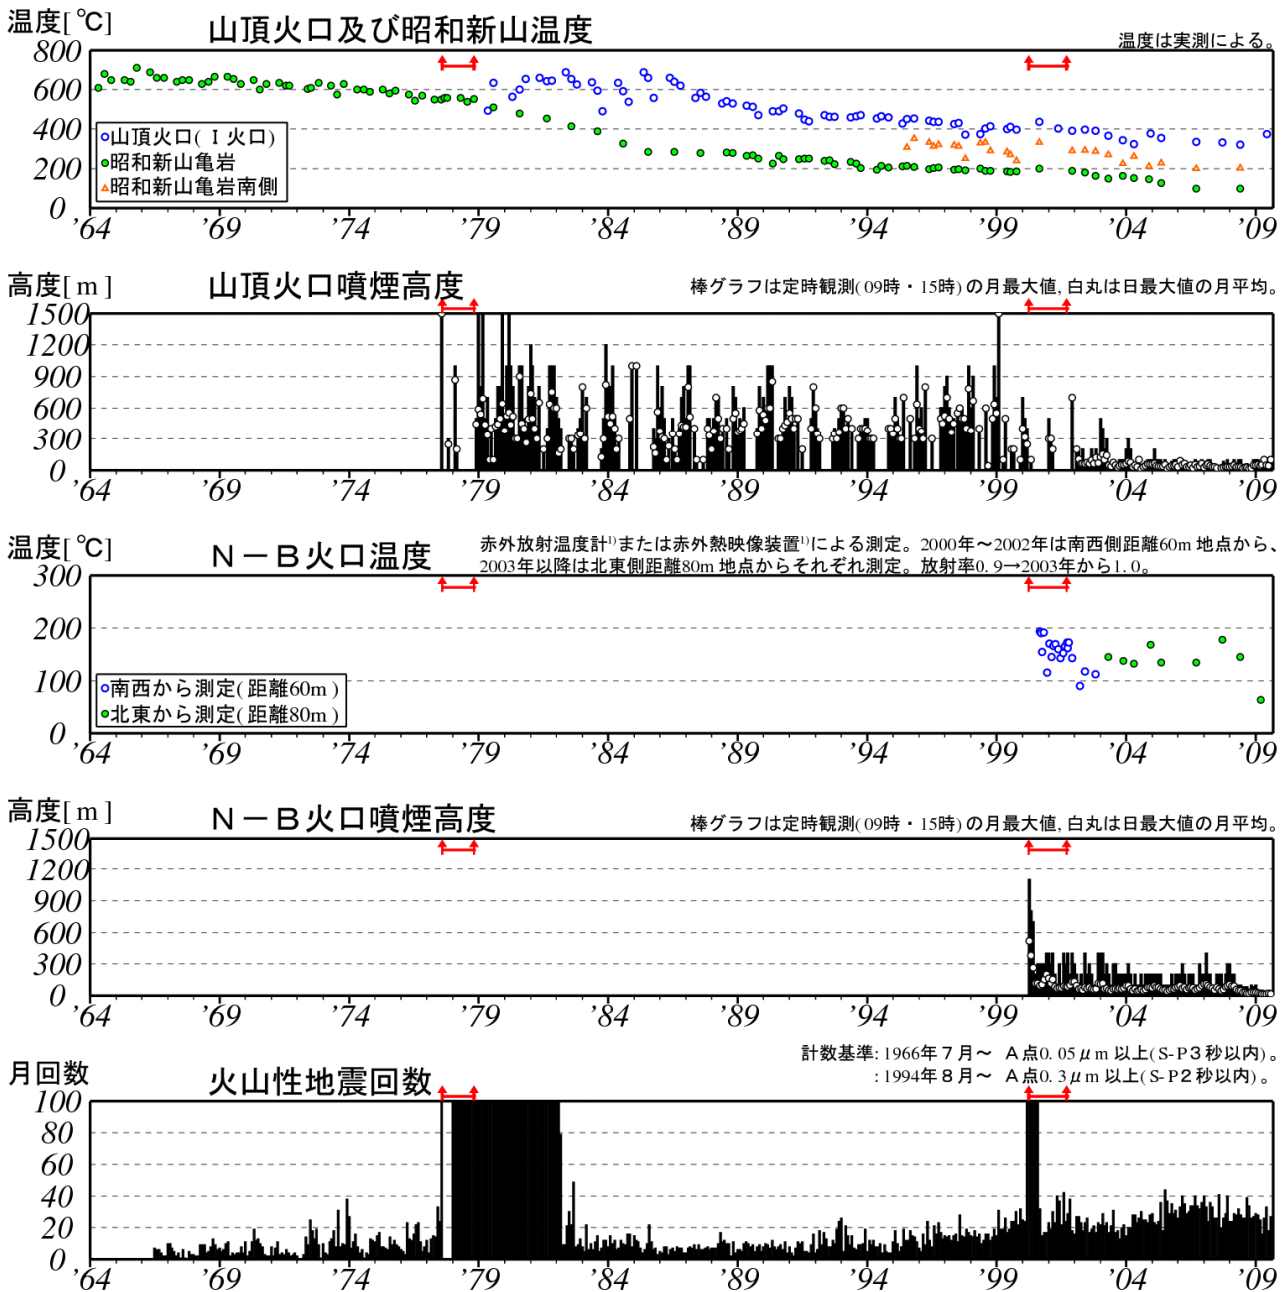 温度[℃]
山頂火口及び昭和新山温度
温度は実測による。
800
600
400
200
0
山頂火口(Ⅰ火口)
昭和新山亀岩
昭和新山亀岩南側
'64 '69 '74 '79 '84 '89 '94 '99 '04 '09
高度[m]
山頂火口噴煙高度
棒グラフは定時観測(09時・15時)の月最大値,白丸は日最大値の月平均。
1500
1200
900
600
300
0
'64 '69 '74 '79 '84 '89 '94 '99 '04 '09
温度[℃]
N－B火口温度
赤外放射温度計¹⁾または赤外熱映像装置¹⁾による測定。2000年～2002年は南西側距離60m地点から、
2003年以降は北東側距離80m地点からそれぞれ測定。放射率0.9→2003年から1.0。
300
200
100
0
南西から測定(距離60m)
北東から測定(距離80m)
'64 '69 '74 '79 '84 '89 '94 '99 '04 '09
高度[m]
N－B火口噴煙高度
棒グラフは定時観測(09時・15時)の月最大値,白丸は日最大値の月平均。
1500
1200
900
600
300
0
'64 '69 '74 '79 '84 '89 '94 '99 '04 '09
月回数
火山性地震回数
計数基準:1966年7月～ A点0.05μm以上(S-P3秒以内)。
:1994年8月～ A点0.3μm以上(S-P2秒以内)。
100
80
60
40
20
0
'64 '69 '74 '79 '84 '89 '94 '99 '04 '09